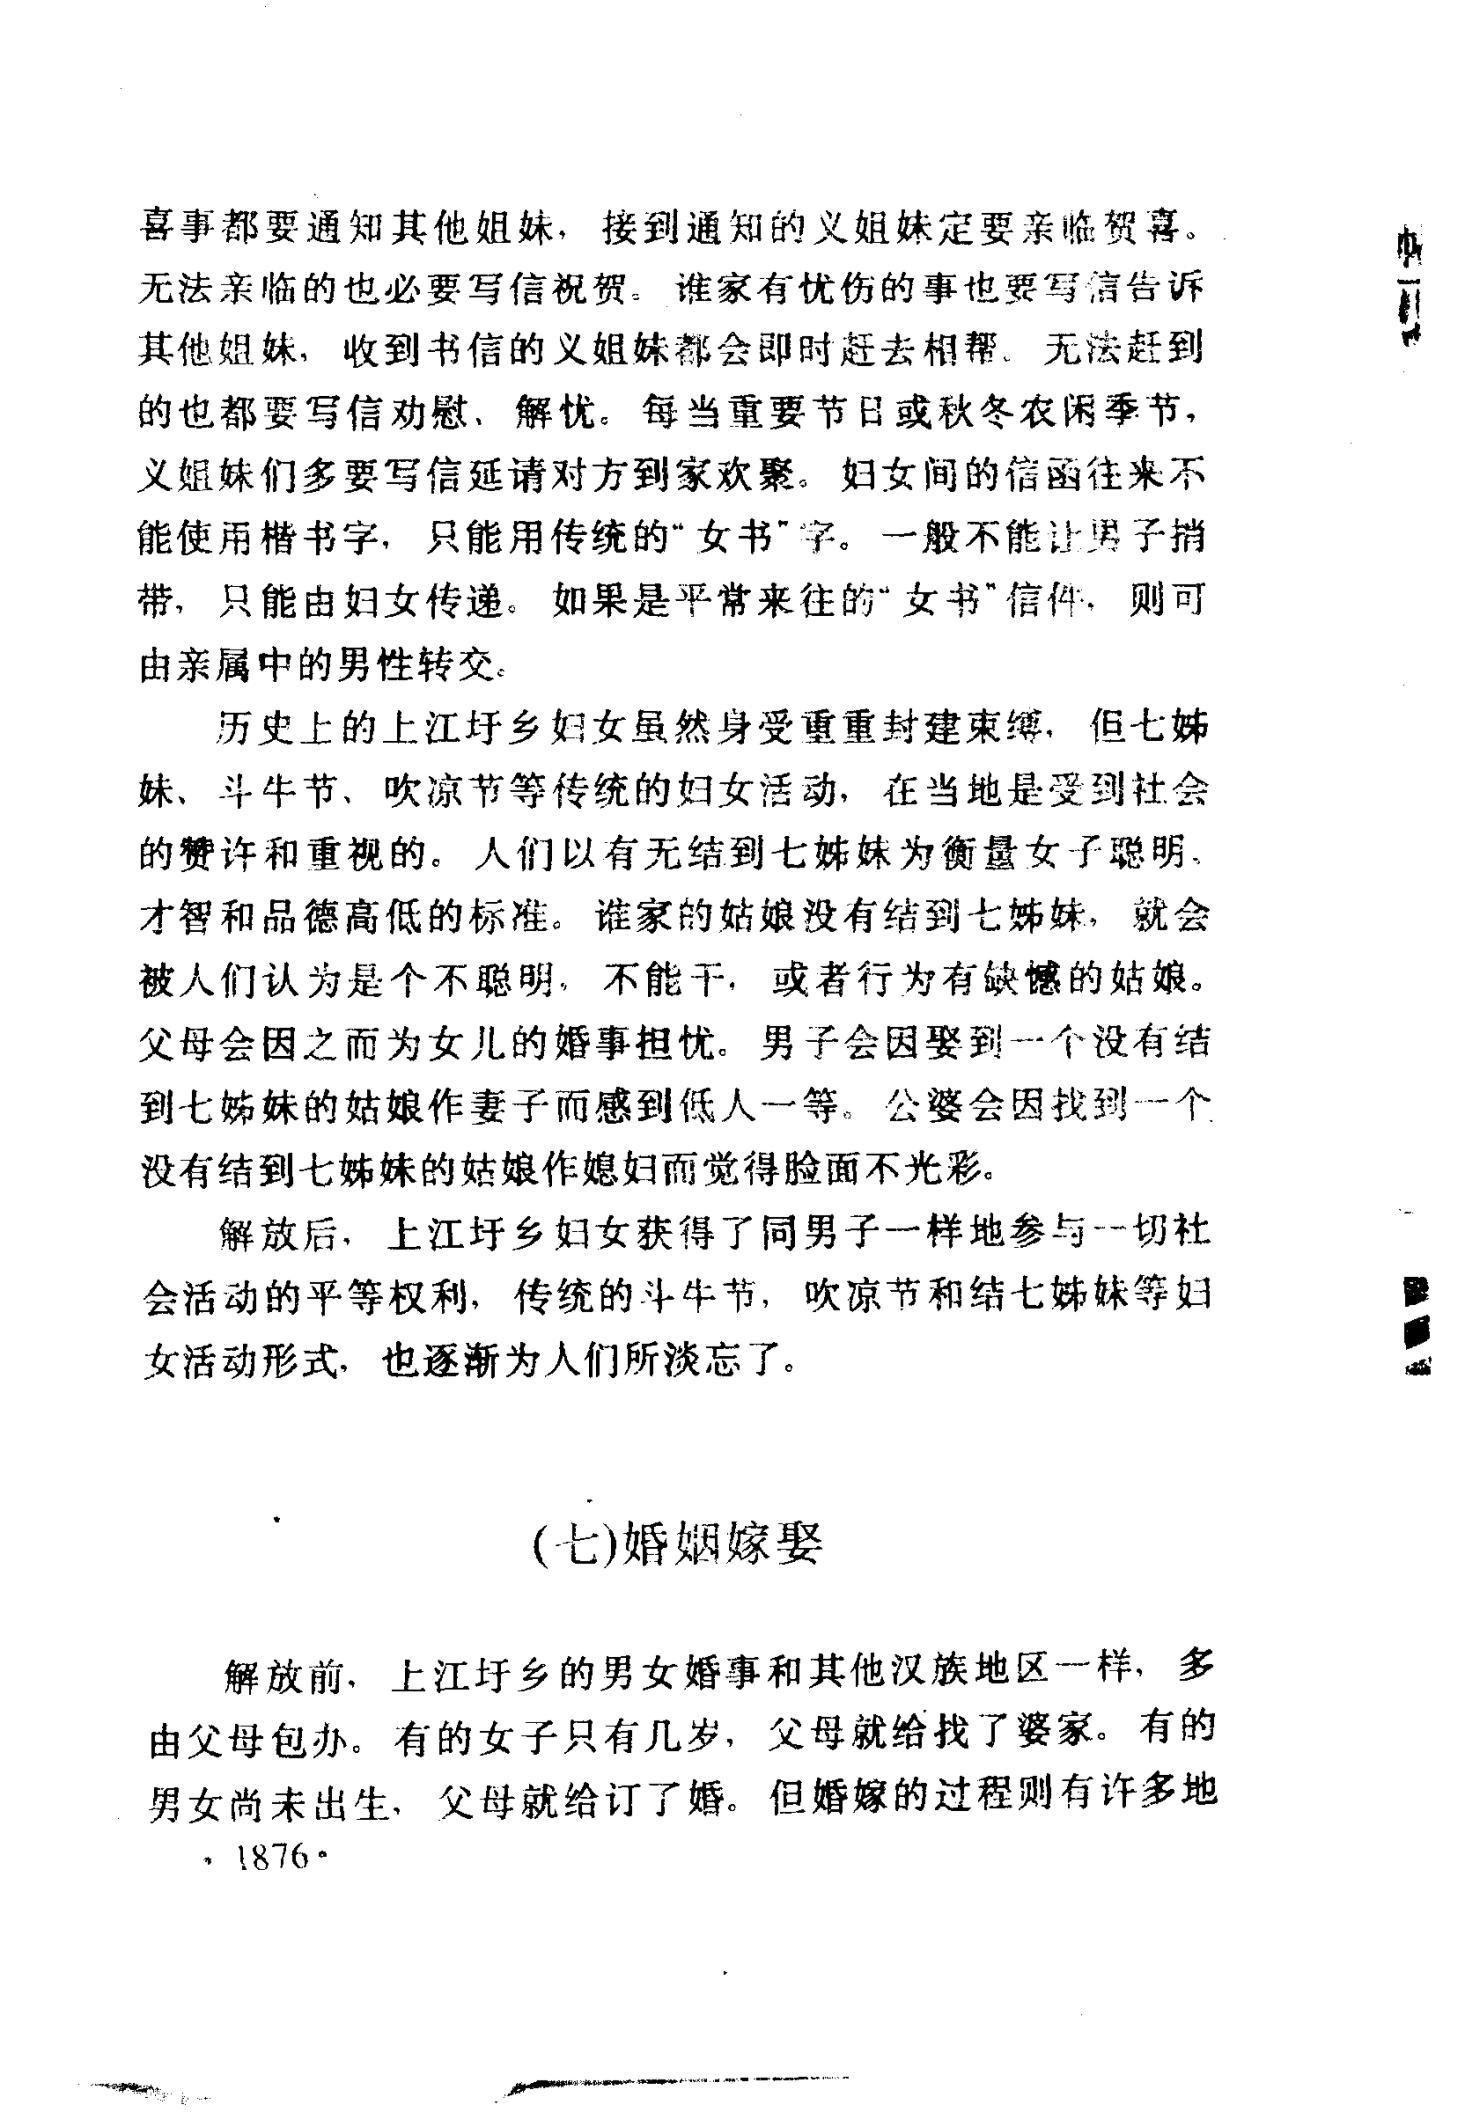 喜事都要通知其他姐妹，接到通知的义姐妹定要亲临贺喜。
无法亲临的也必要写信祝贺。谁家有忧伤的事也要写信告诉
其他姐妹，收到书信的义姐妹都会即时赶去相帮。无法赶到
的也都要写信劝慰、解忧。每当重要节日或秋冬农闲季节，
义姐妹们多要写信延请对方到家欢聚。妇女间的信函往来不
能使用楷书字，只能用传统的“女书”字。一般不能让男子捎
带，只能由妇女传递。如果是平常来往的“女书”信件，则可
由亲属中的男性转交。
历史上的上江圩乡妇女虽然身受重重封建束缚，但七姊
妹、斗牛节、吹凉节等传统的妇女活动，在当地是受到社会
的赞许和重视的。人们以有无结到七姊妹为衡量女子聪明、
才智和品德高低的标准。谁家的姑娘没有结到七姊妹，就会
被人们认为是个不聪明，不能干，或者行为有缺憾的姑娘。
父母会因之而为女儿的婚事担忧。男子会因娶到一个没有结
到七姊妹的姑娘作妻子而感到低人一等。公婆会因找到一个
没有结到七姊妹的姑娘作媳妇而觉得脸面不光彩。
解放后，上江圩乡妇女获得了同男子一样地参与一切社
会活动的平等权利，传统的斗牛节，吹凉节和结七姊妹等妇
女活动形式，也逐渐为人们所淡忘了。
(七)婚姻嫁娶
解放前，上江圩乡的男女婚事和其他汉族地区一样，多
由父母包办。有的女子只有几岁，父母就给找了婆家。有的
男女尚未出生，父母就给订了婚。但婚嫁的过程则有许多地
·1876·